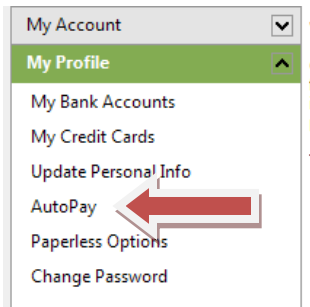 My Account
My Profile
My Bank Accounts
My Credit Cards
Update Personal Info
AutoPay
Paperless Options
Change Password